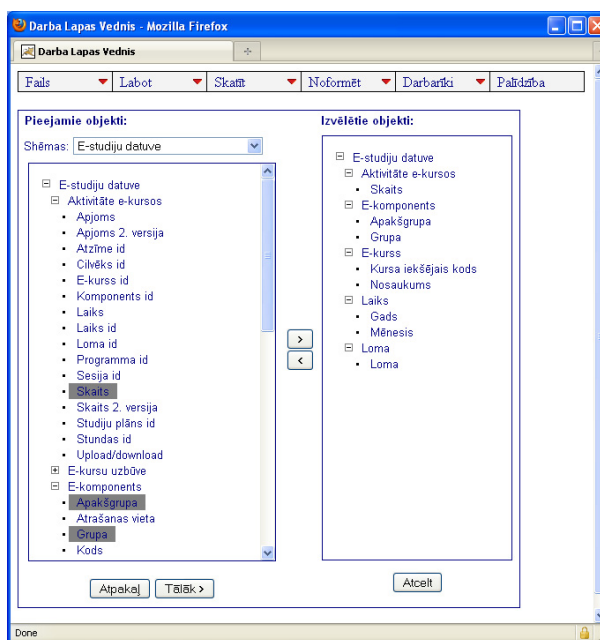 Darba Lapas Vednis - Mozilla Firefox
Darba Lapas Vednis
Fails Labot Skatīt Noformēt Darbarīki Palīdzība
Pieejamie objekti:
Shēmas: E-studiju datuve
E-studiju datuve
Aktivitāte e-kursos
Apjoms
Apjoms 2. versija
Atzīme id
Cilvēks id
E-kurss id
Komponents id
Laiks
Laiks id
Loma id
Programma id
Sesija id
Skaits
Skaits 2. versija
Studiju plāns id
Stundas id
Upload/download
E-kursu uzbūve
E-komponents
Apakšgrupa
Atrašanas vieta
Grupa
Kods
>
<
Izvēlētie objekti:
E-studiju datuve
Aktivitāte e-kursos
Skaits
E-komponents
Apakšgrupa
Grupa
E-kurss
Kursa iekšējais kods
Nosaukums
Laiks
Gads
Mēnesis
Loma
Loma
Atpakaļ Tālāk >
Atcelt
Done